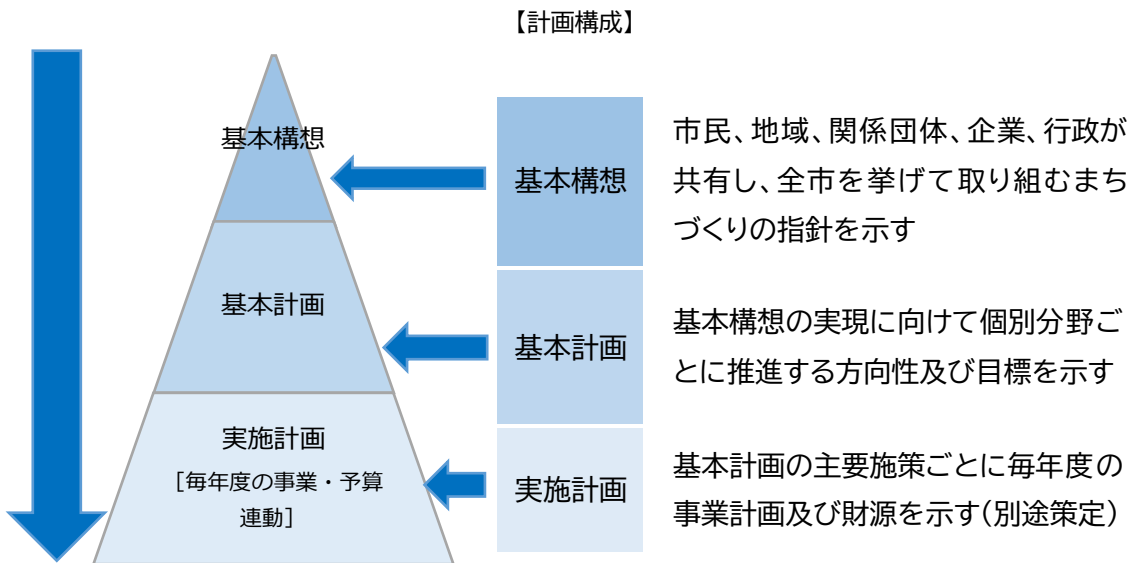 【計画構成】
基本構想
基本計画
実施計画
[毎年度の事業・予算
連動]
基本構想
市民、地域、関係団体、企業、行政が
共有し、全市を挙げて取り組むまち
づくりの指針を示す
基本計画
基本構想の実現に向けて個別分野ご
とに推進する方向性及び目標を示す
実施計画
基本計画の主要施策ごとに毎年度の
事業計画及び財源を示す(別途策定)